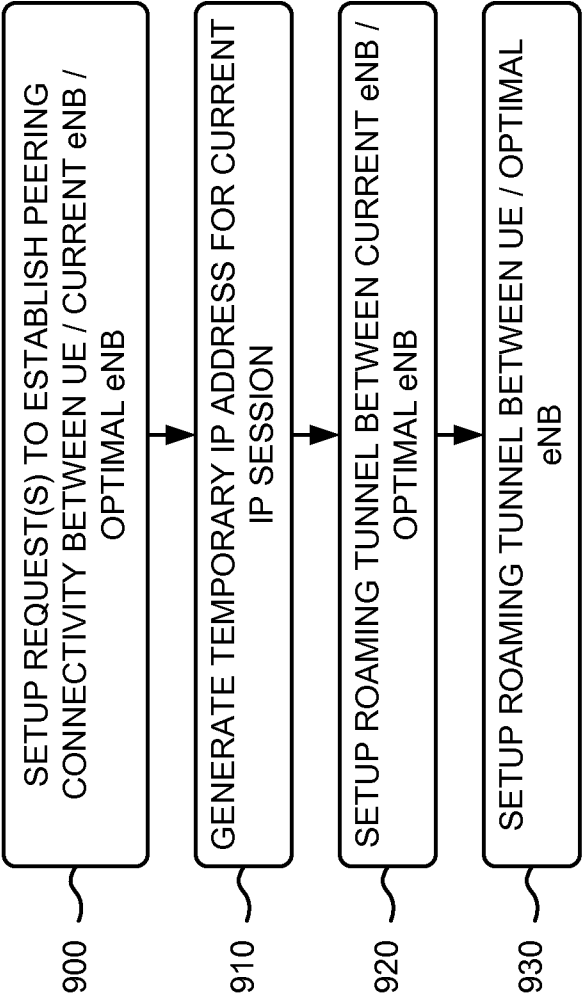 900
SETUP REQUEST(S) TO ESTABLISH PEERING
CONNECTIVITY BETWEEN UE / CURRENT eNB /
OPTIMAL eNB
910
GENERATE TEMPORARY IP ADDRESS FOR CURRENT
IP SESSION
920
SETUP ROAMING TUNNEL BETWEEN CURRENT eNB /
OPTIMAL eNB
930
SETUP ROAMING TUNNEL BETWEEN UE / OPTIMAL
eNB